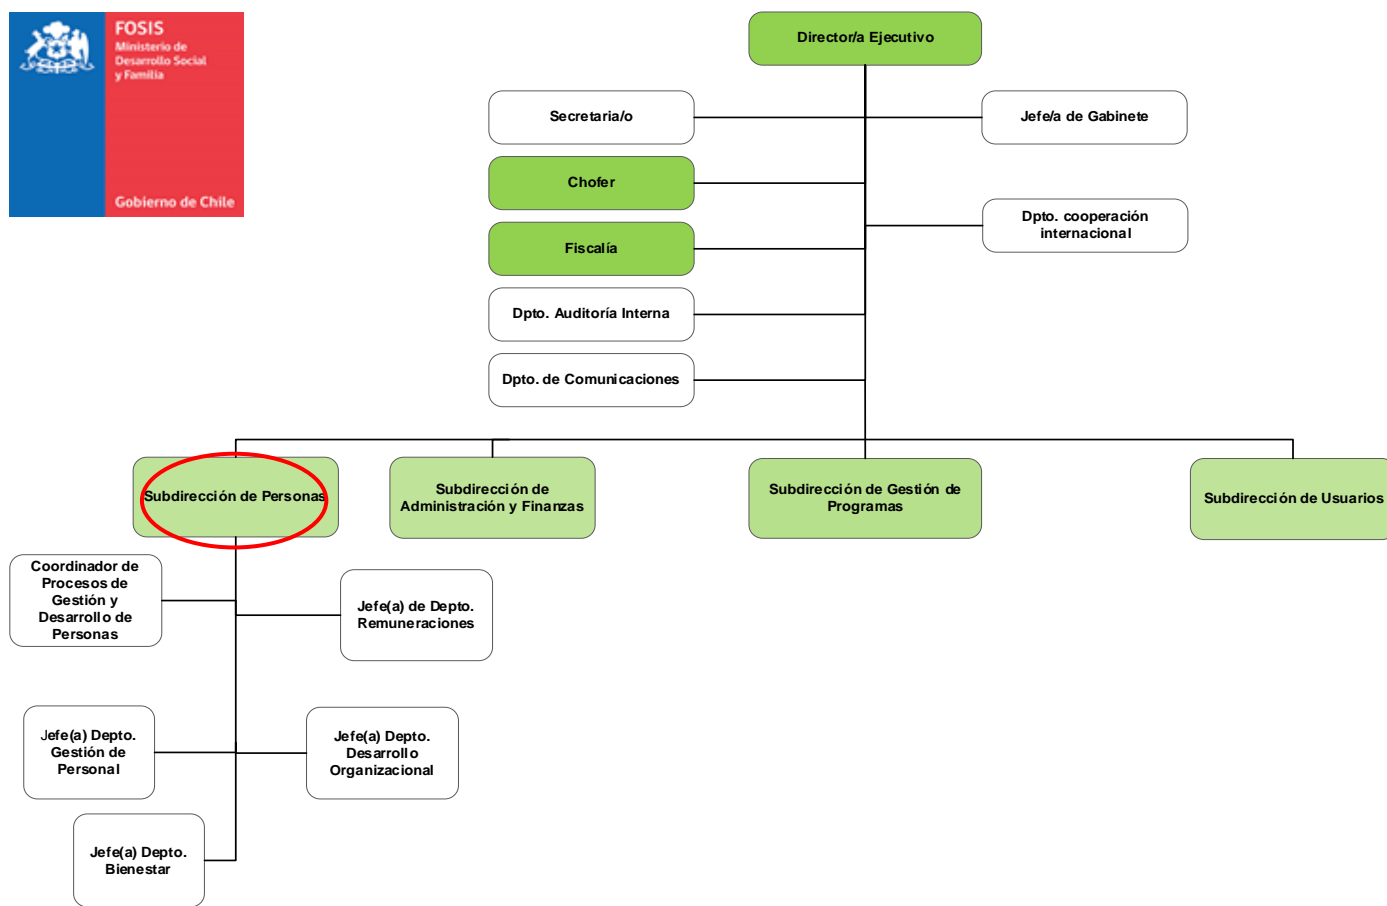 FOSIS
Ministerio de
Desarrollo Social
y Familia
Gobierno de Chile
Director/a Ejecutivo
Secretaria/o
Jefe/a de Gabinete
Chofer
Dpto. cooperación
internacional
Fiscalía
Dpto. Auditoría Interna
Dpto. de Comunicaciones
Subdirección de Personas
Subdirección de
Administración y Finanzas
Subdirección de Gestión de
Programas
Subdirección de Usuarios
Coordinador de
Procesos de
Gestión y
Desarrollo de
Personas
Jefe(a) de Depto.
Remuneraciones
Jefe(a) Depto.
Gestión de
Personal
Jefe(a) Depto.
Desarrollo
Organizacional
Jefe(a) Depto.
Bienestar